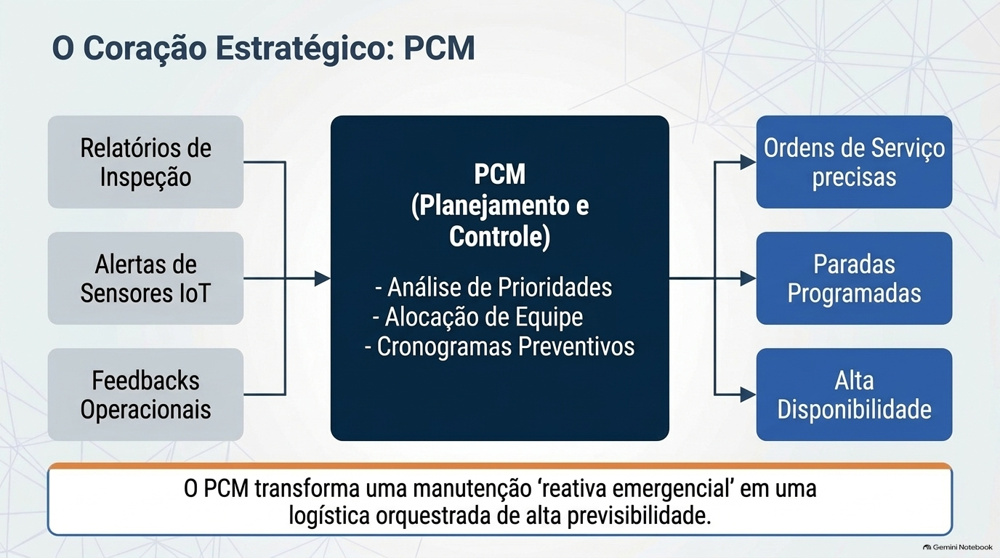 O Coração Estratégico: PCM
Relatórios de
Inspeção
Alertas de
Sensores IoT
Feedbacks
Operacionais
PCM
(Planejamento e
Controle)
- Análise de Prioridades
- Alocação de Equipe
- Cronogramas Preventivos
Ordens de Serviço
precisas
Paradas
Programadas
Alta
Disponibilidade
O PCM transforma uma manutenção ‘reativa emergencial’ em uma
logística orquestrada de alta previsibilidade.
Gemini Notebook